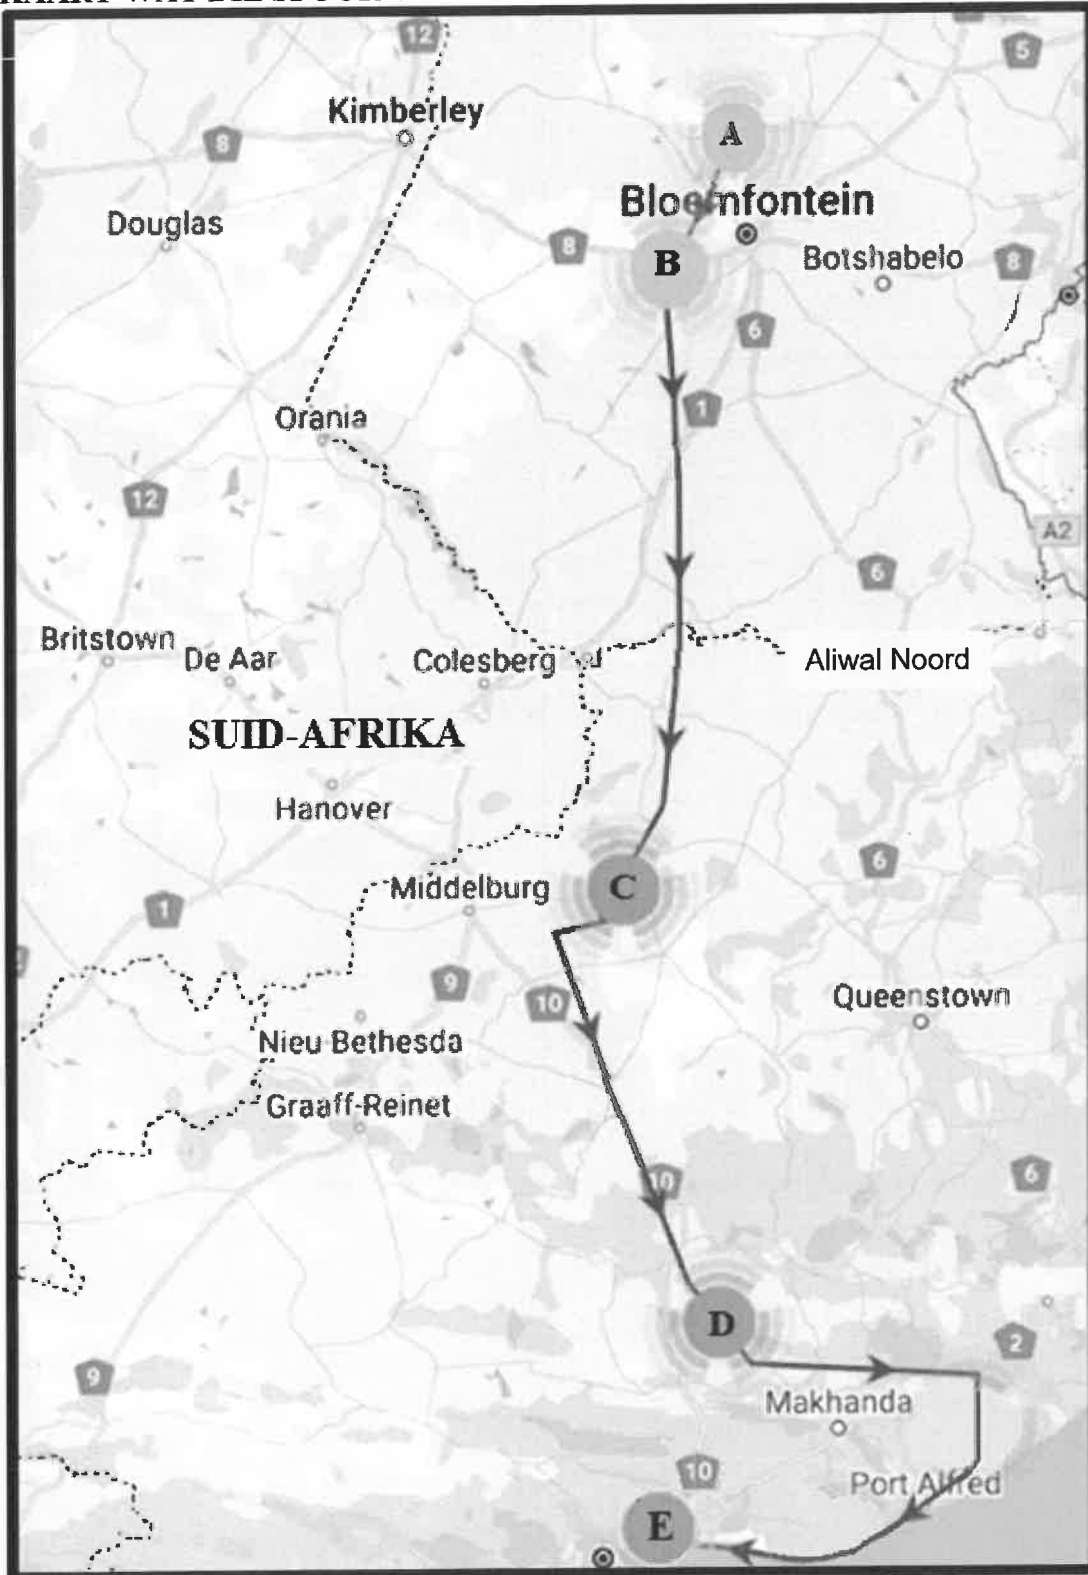 12
5
Kimberley
A
8
Bloemfontein
Douglas
8
B
Botshabelo
8
6
1
Orania
12
A2
6
Britstown
De Aar
Colesberg
Aliwal Noord
SUID-AFRIKA
Hanover
6
C
Middelburg
1
9
10
Queenstown
Nieu Bethesda
Graaff-Reinet
10
6
D
2
9
Makhanda
10
Port Alfred
E